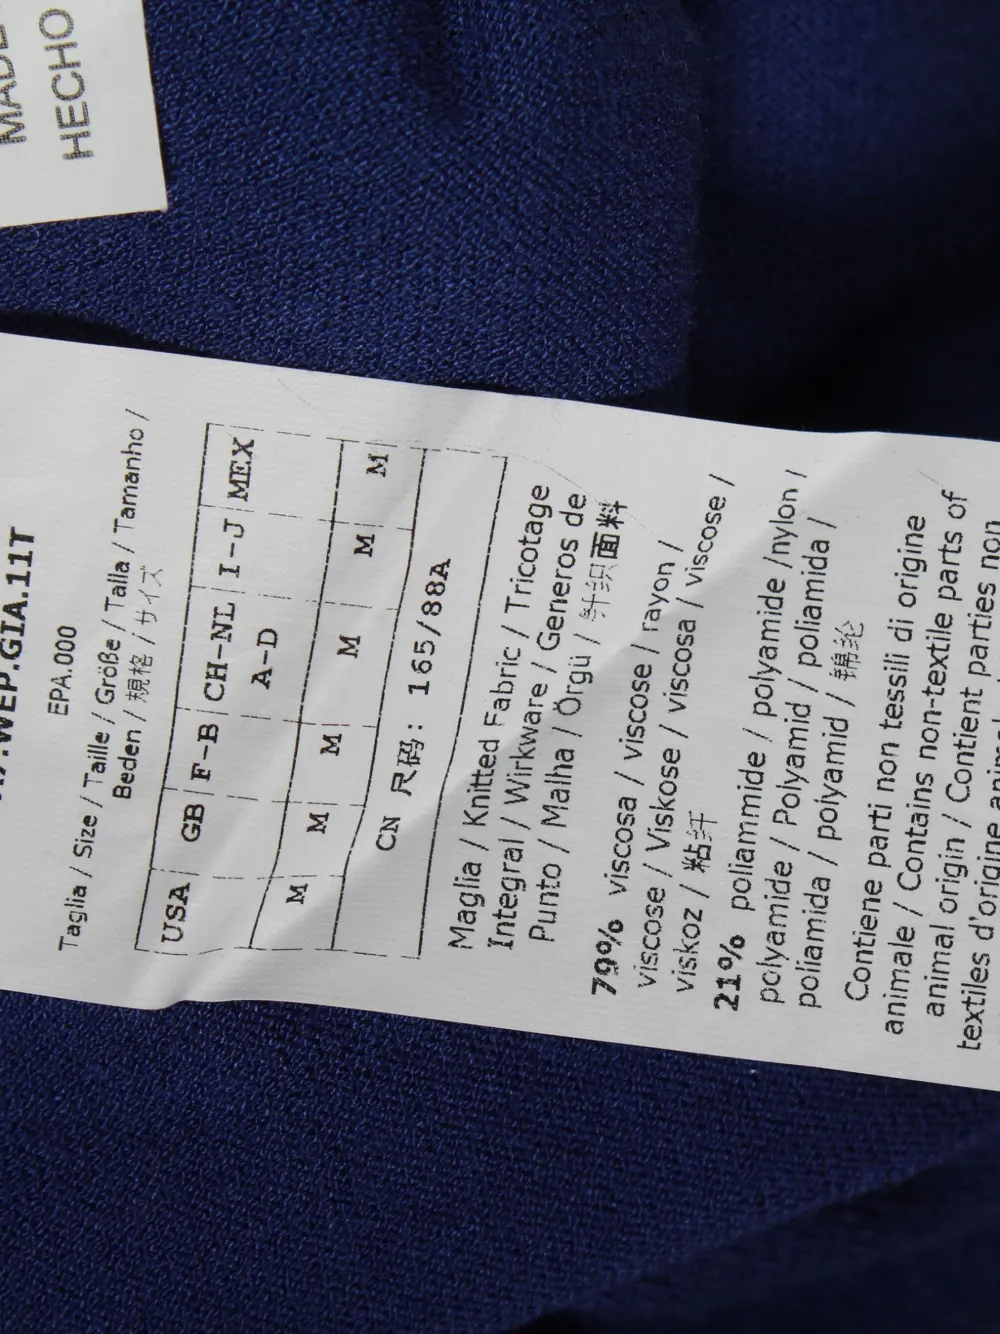 MADE
HECHO
.WEP.GIA.11T
EPA.000
Taglia / Size / Taille / Größe / Talla / Tamanho /
Beden / 規格 / サイズ
USA GB F-B CH-NL I-J MEX
A-D
M M M M M M
CN 尺码: 165/88A
Maglia / Knitted Fabric / Tricotage
Integral / Wirkware / Generos de
Punto / Malha / Örgü / 针织面料
79% viscosa / viscose / rayon /
viscose / Viskose / viscosa / viscose /
viskoz / 粘纤
21% poliammide / polyamide /nylon /
polyamide / Polyamid / poliamida /
poliamida / polyamid / 锦纶
Contiene parti non tessili di origine
animale / Contains non-textile parts of
animal origin / Contient parties non
textiles d'origine